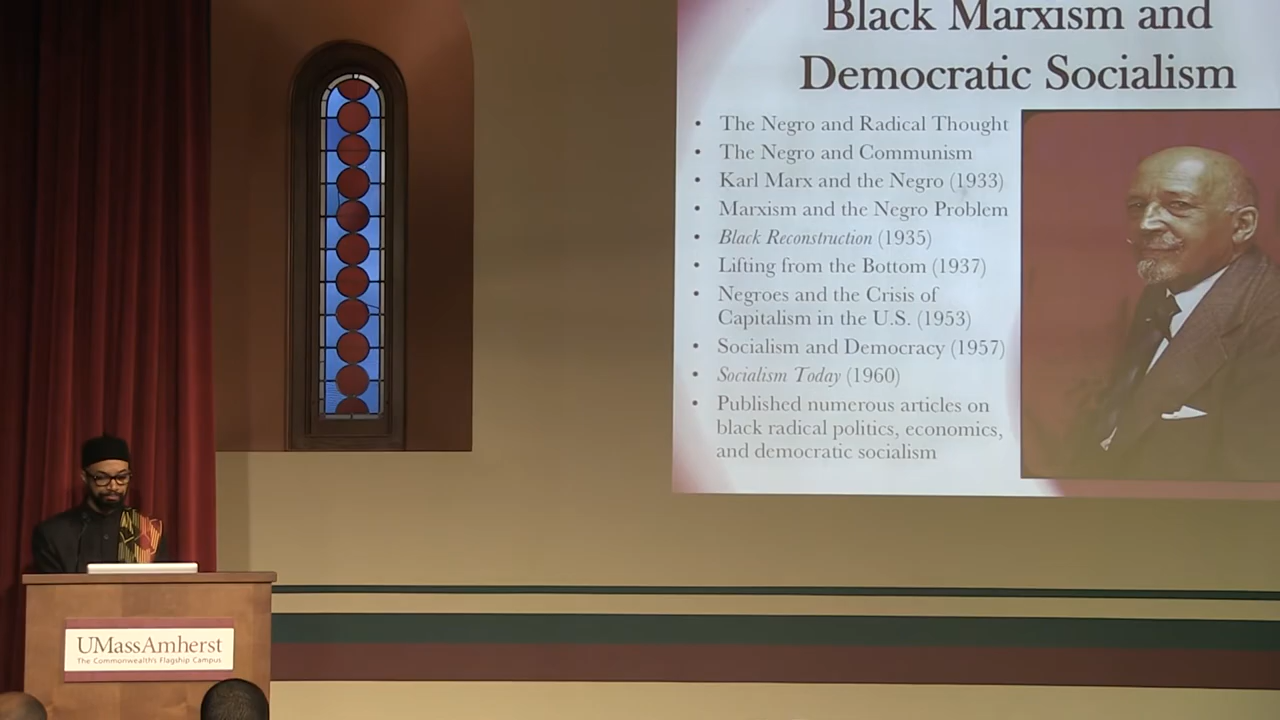 Black Marxism and
Democratic Socialism
• The Negro and Radical Thought
• The Negro and Communism
• Karl Marx and the Negro (1933)
• Marxism and the Negro Problem
• Black Reconstruction (1935)
• Lifting from the Bottom (1937)
• Negroes and the Crisis of
Capitalism in the U.S. (1953)
• Socialism and Democracy (1957)
• Socialism Today (1960)
• Published numerous articles on
black radical politics, economics,
and democratic socialism
UMassAmherst
The Commonwealth's Flagship Campus